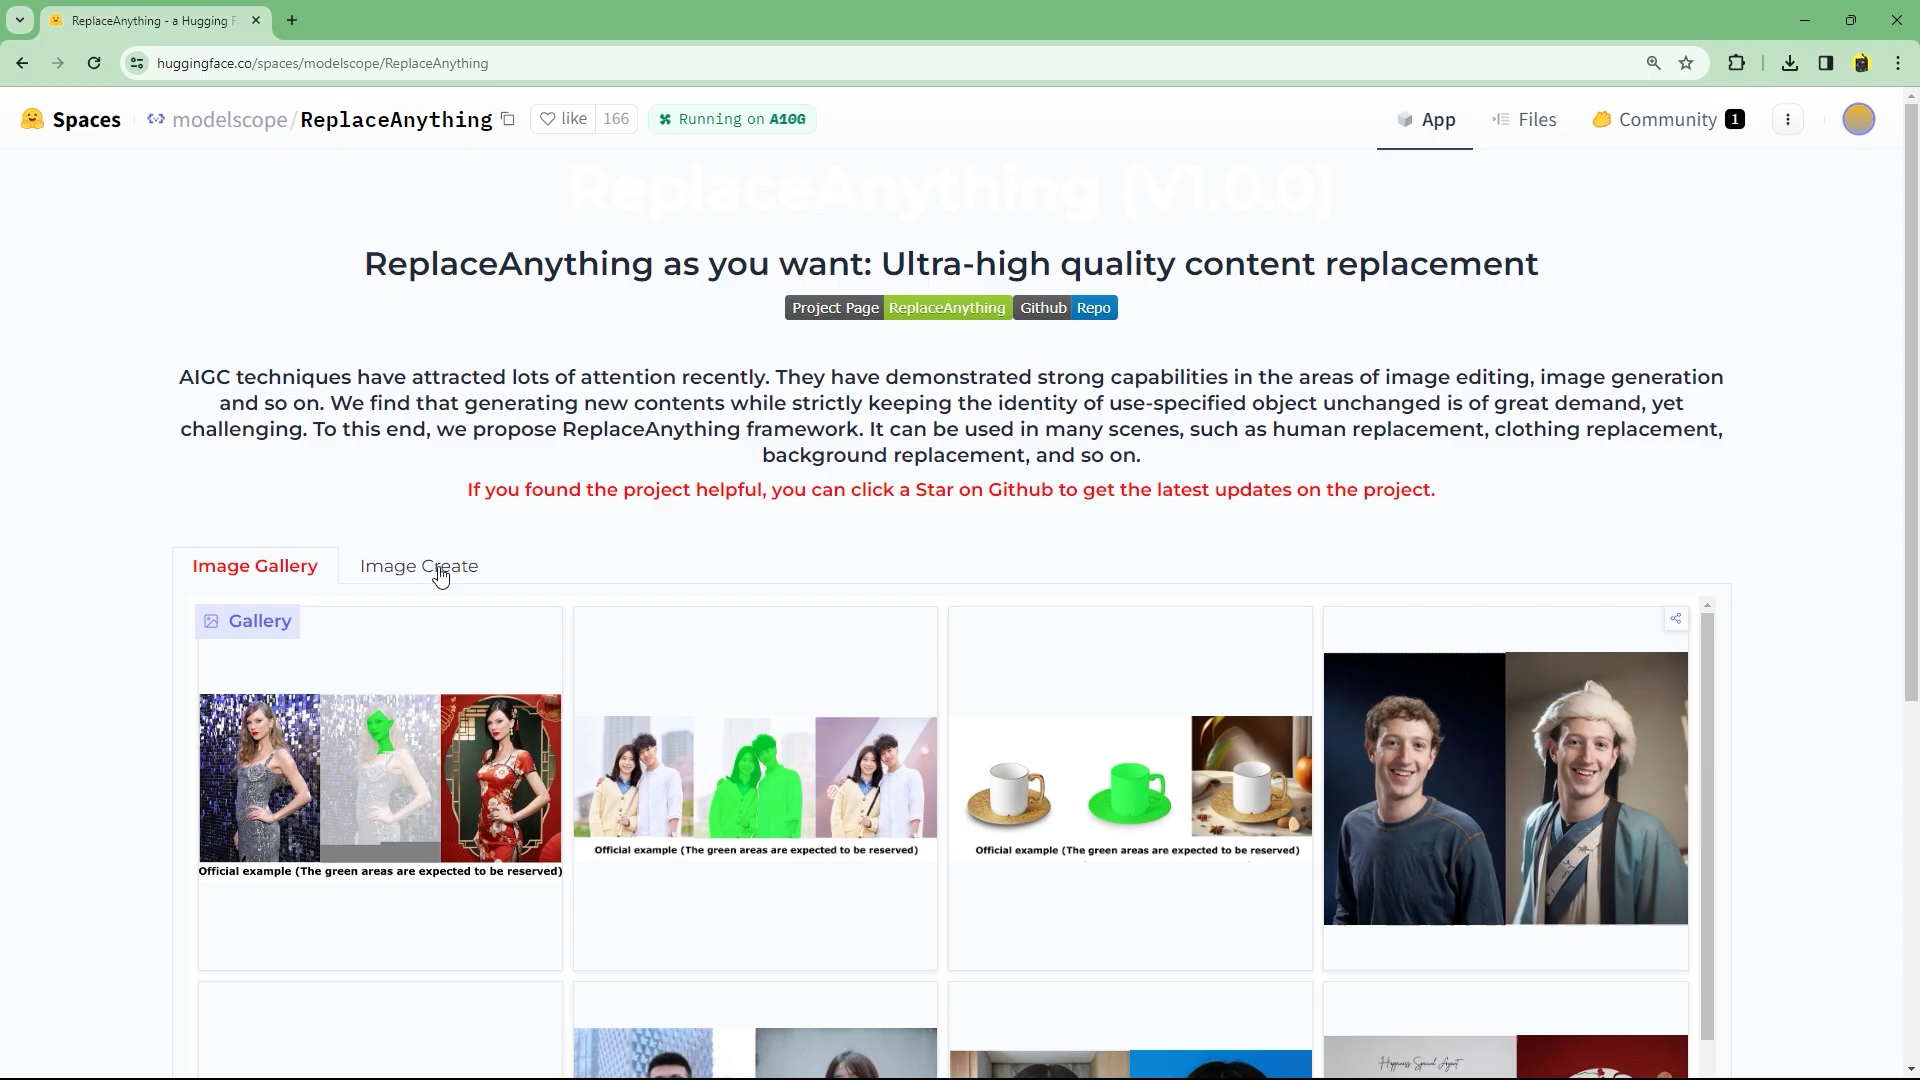 ReplaceAnything - a Hugging F
huggingface.co/spaces/modelscope/ReplaceAnything
Spaces
modelscope/ReplaceAnything
like 166
Running on A10G
App
Files
Community 1
ReplaceAnything (V1.0.0)
ReplaceAnything as you want: Ultra-high quality content replacement
Project Page ReplaceAnything Github Repo
AIGC techniques have attracted lots of attention recently. They have demonstrated strong capabilities in the areas of image editing, image generation
and so on. We find that generating new contents while strictly keeping the identity of use-specified object unchanged is of great demand, yet
challenging. To this end, we propose ReplaceAnything framework. It can be used in many scenes, such as human replacement, clothing replacement,
background replacement, and so on.
If you found the project helpful, you can click a Star on Github to get the latest updates on the project.
Image Gallery
Image Create
Gallery
Official example (The green areas are expected to be reserved)
Official example (The green areas are expected to be reserved)
Official example (The green areas are expected to be reserved)
Happiness Special Agent